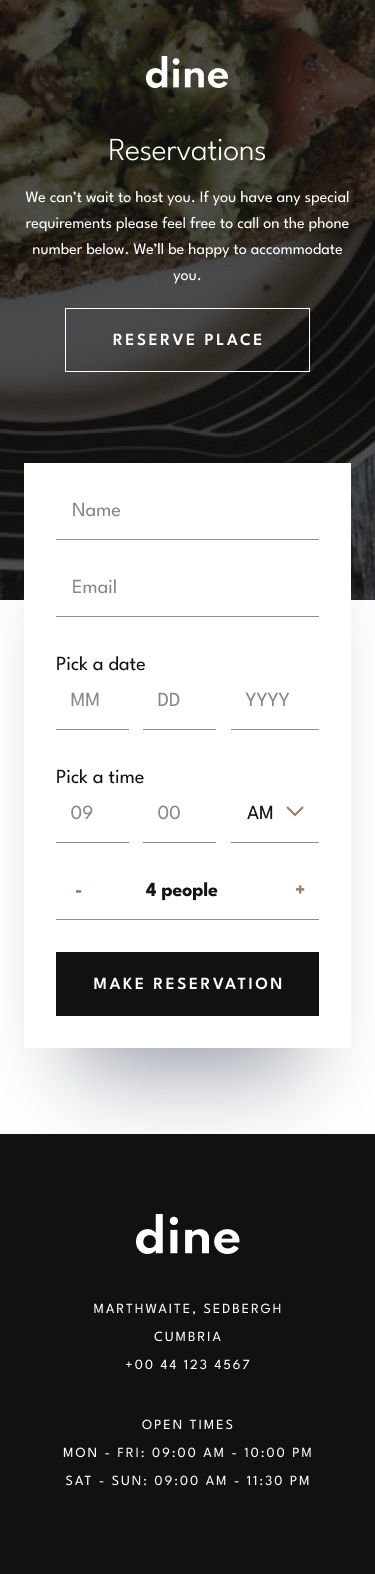 dine
Reservations
We can’t wait to host you. If you have any special
requirements please feel free to call on the phone
number below. We’ll be happy to accommodate
you.
RESERVE PLACE
Name
Email
Pick a date
MM DD YYYY
Pick a time
09 00 AM
- 4 people +
MAKE RESERVATION
dine
MARTHWAITE, SEDBERGH
CUMBRIA
+00 44 123 4567
OPEN TIMES
MON - FRI: 09:00 AM - 10:00 PM
SAT - SUN: 09:00 AM - 11:30 PM